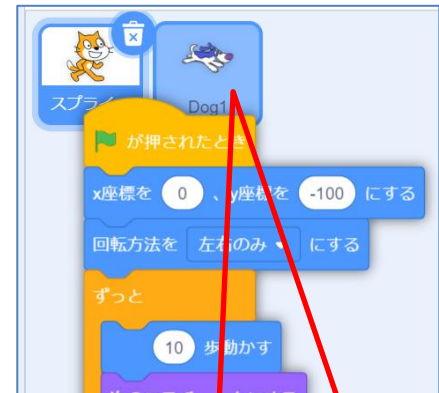 スプライ
Dog1
が押されたとき
x座標を 0 、y座標を -100 にする
回転方法を 左右のみ にする
ずっと
10 歩動かす